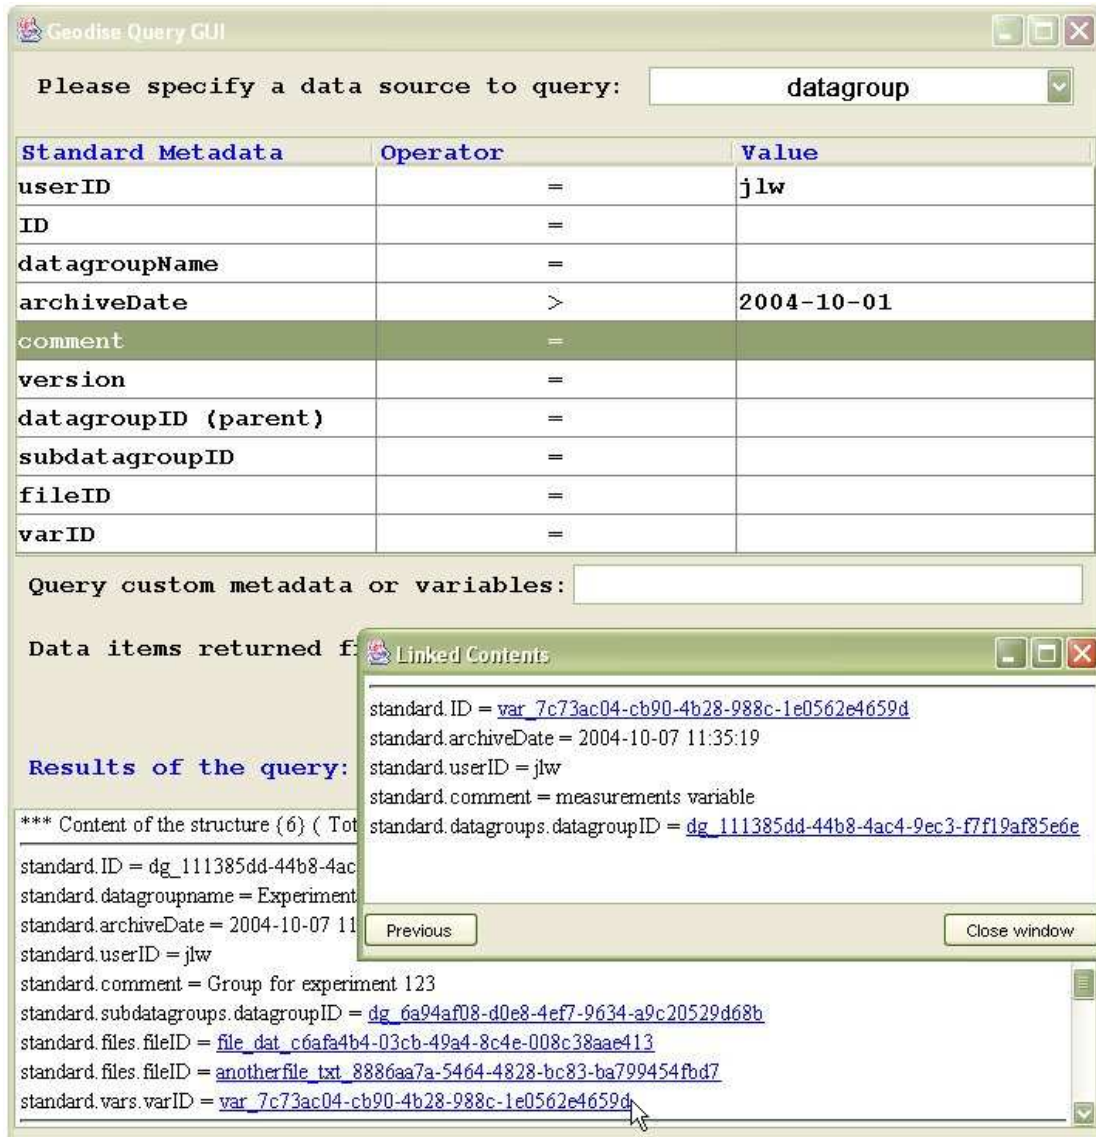 Geodise Query GUI
Please specify a data source to query: datagroup
Standard Metadata Operator Value
userID = jlw
ID =
datagroupName =
archiveDate > 2004-10-01
comment =
version =
datagroupID (parent) =
subdatagroupID =
fileID =
varID =
Query custom metadata or variables:
Data items returned f
Linked Contents
standard.ID = var_7c73ac04-cb90-4b28-988c-1e0562e4659d
standard.archiveDate = 2004-10-07 11:35:19
standard.userID = jlw
standard.comment = measurements variable
standard.datagroups.datagroupID = dg_111385dd-44b8-4ac4-9ec3-f7f19af85e6e
Previous Close window
Results of the query:
*** Content of the structure {6} ( Tot
standard.ID = dg_111385dd-44b8-4ac
standard.datagroupname = Experiment
standard.archiveDate = 2004-10-07 11
standard.userID = jlw
standard.comment = Group for experiment 123
standard.subdatagroups.datagroupID = dg_6a94af08-d0e8-4ef7-9634-a9c20529d68b
standard.files.fileID = file_dat_c6afa4b4-03cb-49a4-8c4e-008c38aae413
standard.files.fileID = anotherfile_txt_8886aa7a-5464-4828-bc83-ba799454fbd7
standard.vars.varID = var_7c73ac04-cb90-4b28-988c-1e0562e4659d